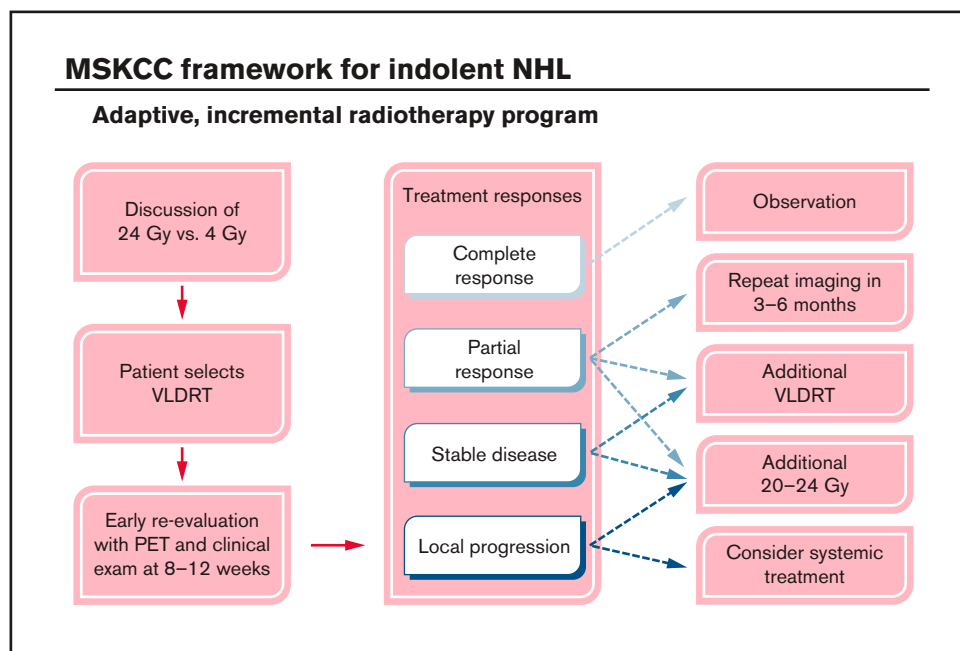 MSKCC framework for indolent NHL
Adaptive, incremental radiotherapy program
Discussion of
24 Gy vs. 4 Gy
Patient selects
VLDRT
Early re-evaluation
with PET and clinical
exam at 8–12 weeks
Treatment responses
Complete
response
Partial
response
Stable disease
Local progression
Observation
Repeat imaging in
3–6 months
Additional
VLDRT
Additional
20–24 Gy
Consider systemic
treatment